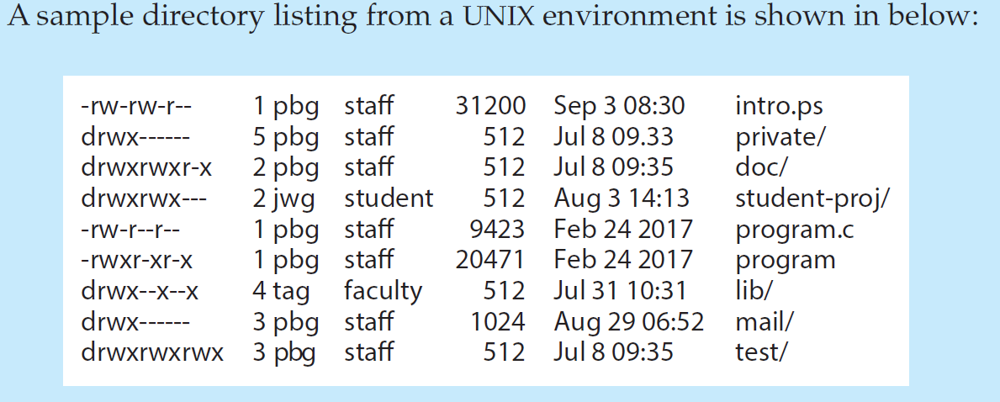 A sample directory listing from a UNIX environment is shown in below:
-rw-rw-r-- 1 pbg staff 31200 Sep 3 08:30 intro.ps
drwx------ 5 pbg staff 512 Jul 8 09.33 private/
drwxrwxr-x 2 pbg staff 512 Jul 8 09:35 doc/
drwxrwx--- 2 jwg student 512 Aug 3 14:13 student-proj/
-rw-r--r-- 1 pbg staff 9423 Feb 24 2017 program.c
-rwxr-xr-x 1 pbg staff 20471 Feb 24 2017 program
drwx--x--x 4 tag faculty 512 Jul 31 10:31 lib/
drwx------ 3 pbg staff 1024 Aug 29 06:52 mail/
drwxrwxrwx 3 pbg staff 512 Jul 8 09:35 test/